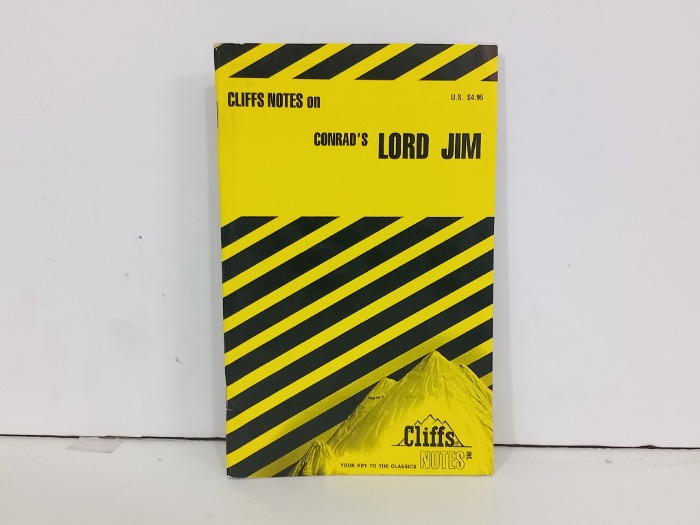 CLIFFS NOTES on
U.S. $4.95
CONRAD'S LORD JIM
Cliffs
YOUR KEY TO THE CLASSICS NOTES INC.